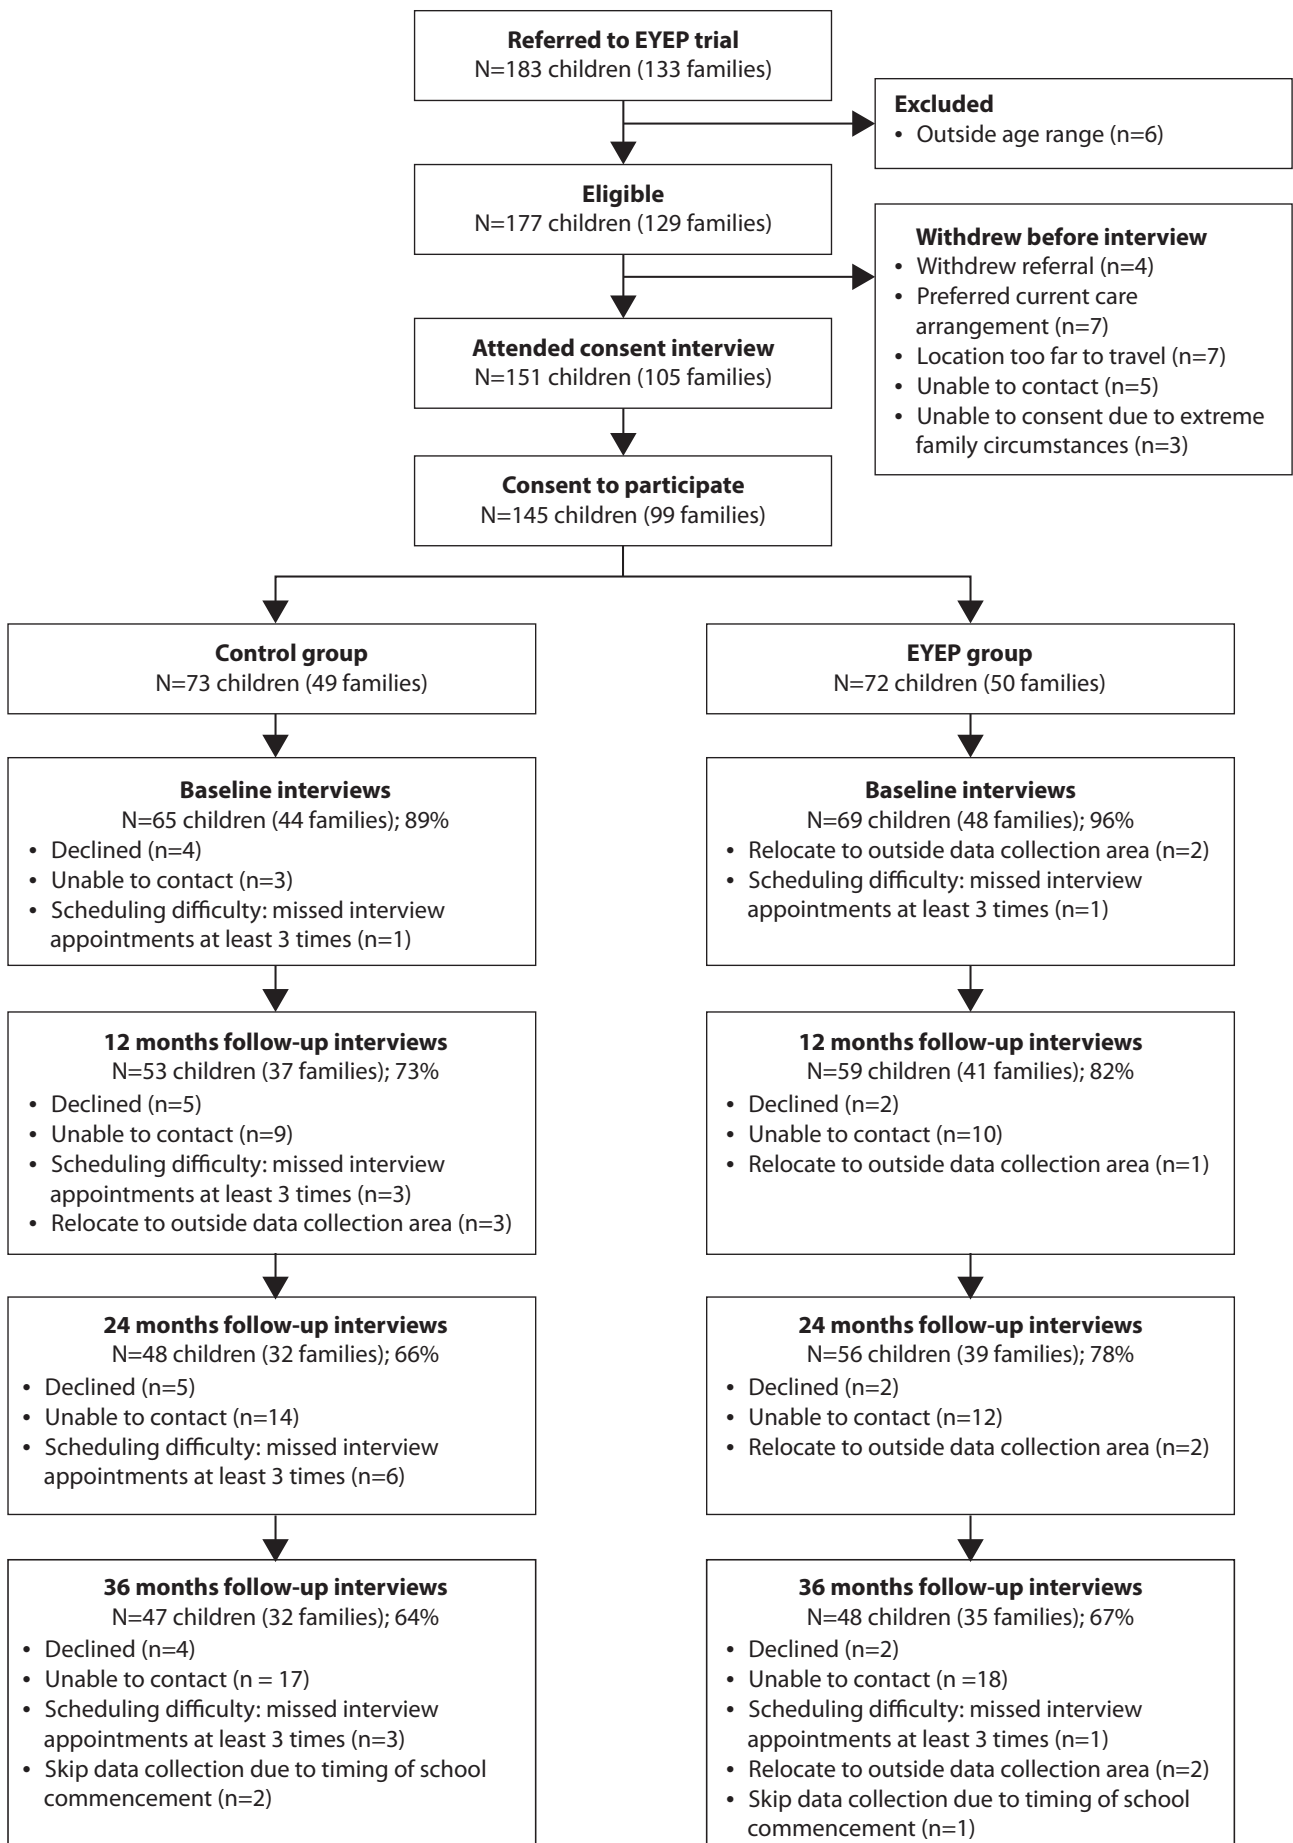 Referred to EYEP trial
N=183 children (133 families)
Excluded
• Outside age range (n=6)
Eligible
N=177 children (129 families)
Withdrew before interview
• Withdrew referral (n=4)
• Preferred current care
arrangement (n=7)
• Location too far to travel (n=7)
• Unable to contact (n=5)
• Unable to consent due to extreme
family circumstances (n=3)
Attended consent interview
N=151 children (105 families)
Consent to participate
N=145 children (99 families)
Control group
N=73 children (49 families)
EYEP group
N=72 children (50 families)
Baseline interviews
N=65 children (44 families); 89%
• Declined (n=4)
• Unable to contact (n=3)
• Scheduling difficulty: missed interview
appointments at least 3 times (n=1)
Baseline interviews
N=69 children (48 families); 96%
• Relocate to outside data collection area (n=2)
• Scheduling difficulty: missed interview
appointments at least 3 times (n=1)
12 months follow-up interviews
N=53 children (37 families); 73%
• Declined (n=5)
• Unable to contact (n=9)
• Scheduling difficulty: missed interview
appointments at least 3 times (n=3)
• Relocate to outside data collection area (n=3)
12 months follow-up interviews
N=59 children (41 families); 82%
• Declined (n=2)
• Unable to contact (n=10)
• Relocate to outside data collection area (n=1)
24 months follow-up interviews
N=48 children (32 families); 66%
• Declined (n=5)
• Unable to contact (n=14)
• Scheduling difficulty: missed interview
appointments at least 3 times (n=6)
24 months follow-up interviews
N=56 children (39 families); 78%
• Declined (n=2)
• Unable to contact (n=12)
• Relocate to outside data collection area (n=2)
36 months follow-up interviews
N=47 children (32 families); 64%
• Declined (n=4)
• Unable to contact (n = 17)
• Scheduling difficulty: missed interview
appointments at least 3 times (n=3)
• Skip data collection due to timing of school
commencement (n=2)
36 months follow-up interviews
N=48 children (35 families); 67%
• Declined (n=2)
• Unable to contact (n =18)
• Scheduling difficulty: missed interview
appointments at least 3 times (n=1)
• Relocate to outside data collection area (n=2)
• Skip data collection due to timing of school
commencement (n=1)